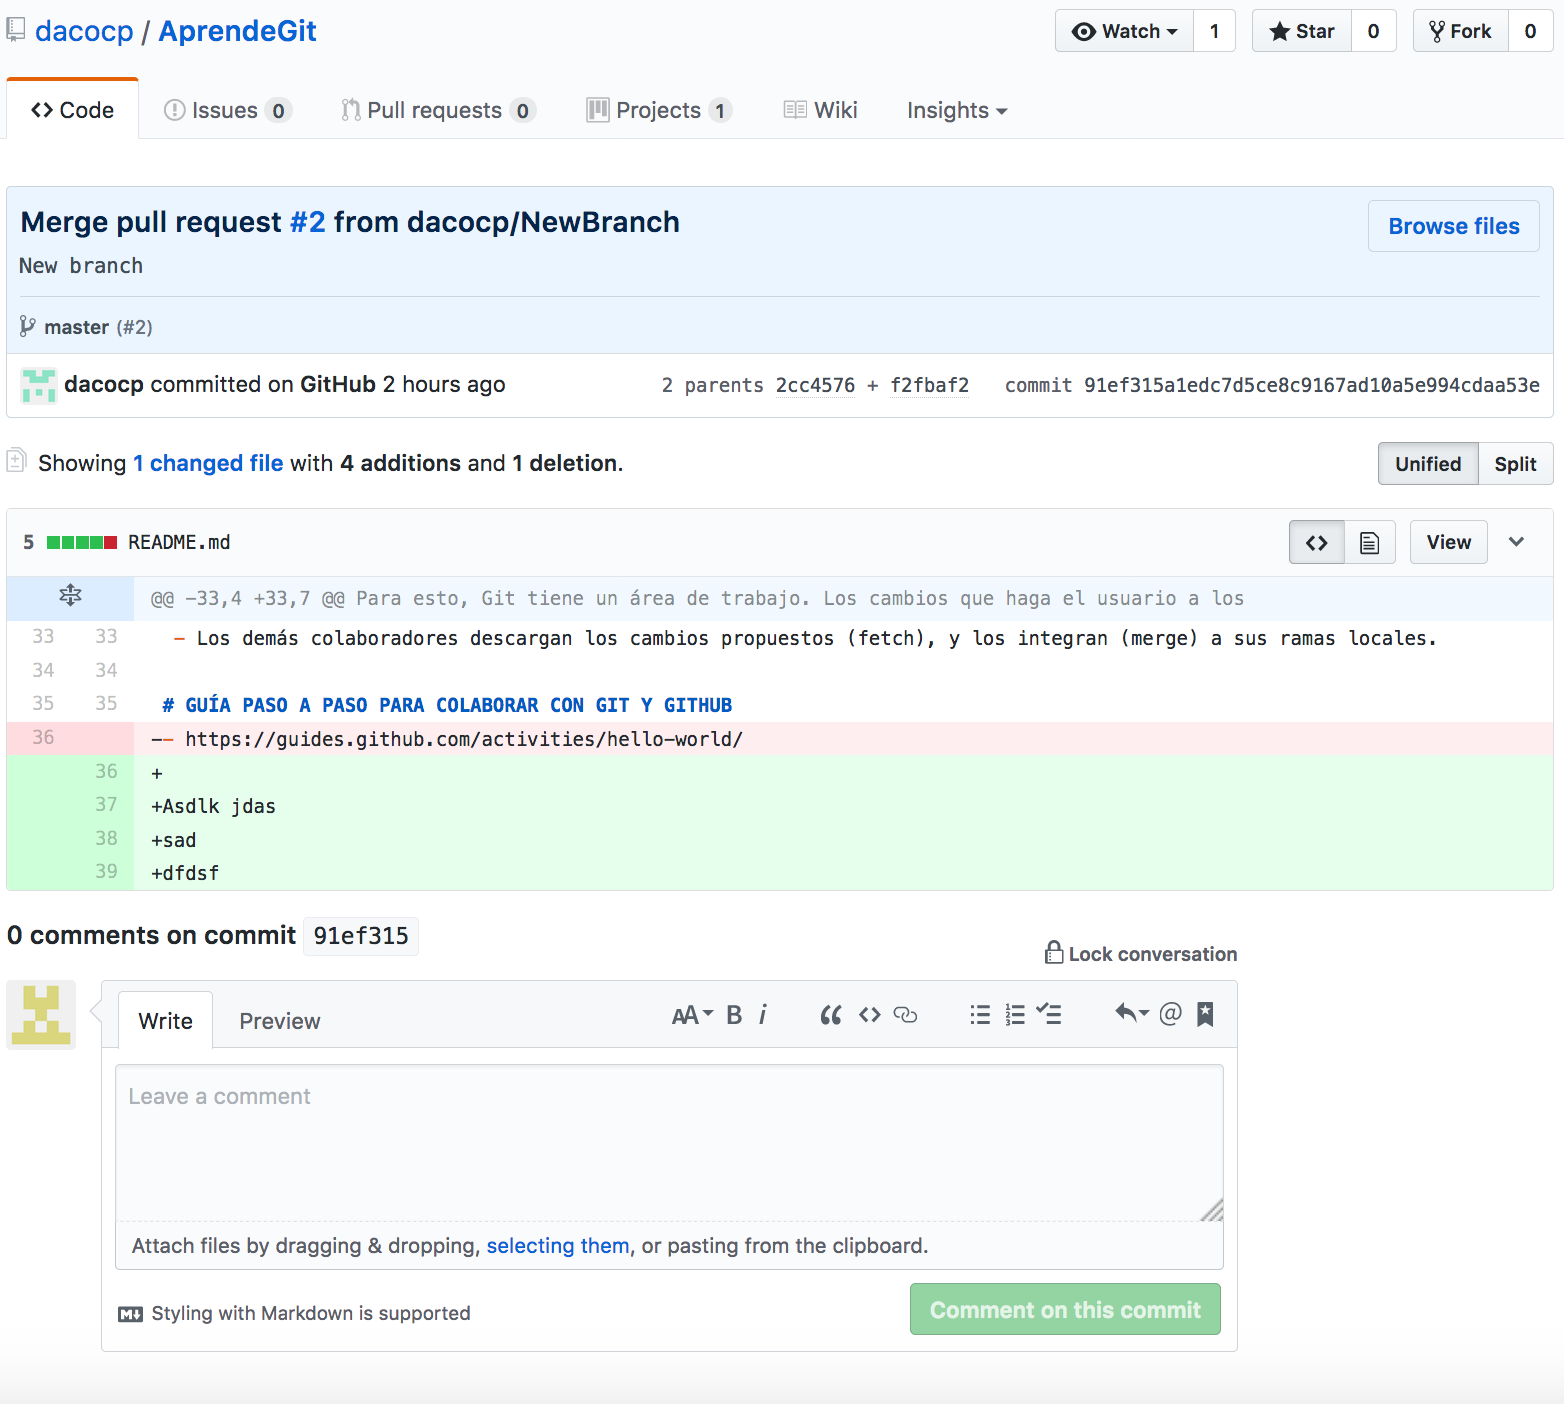 dacocp / AprendeGit
Watch 1 Star 0 Fork 0
Code Issues 0 Pull requests 0 Projects 1 Wiki Insights
Merge pull request #2 from dacocp/NewBranch
Browse files
New branch
master (#2)
dacocp committed on GitHub 2 hours ago 2 parents 2cc4576 + f2fbaf2 commit 91ef315a1edc7d5ce8c9167ad10a5e994cdaa53e
Showing 1 changed file with 4 additions and 1 deletion. Unified Split
5 README.md View
@@ -33,4 +33,7 @@ Para esto, Git tiene un área de trabajo. Los cambios que haga el usuario a los
33 33 - Los demás colaboradores descargan los cambios propuestos (fetch), y los integran (merge) a sus ramas locales.
34 34
35 35 # GUÍA PASO A PASO PARA COLABORAR CON GIT Y GITHUB
36 -- https://guides.github.com/activities/hello-world/
36 +
37 +Asdlk jdas
38 +sad
39 +dfdsf
0 comments on commit 91ef315
Lock conversation
Write Preview AA B i @
Leave a comment
Attach files by dragging & dropping, selecting them, or pasting from the clipboard.
Styling with Markdown is supported
Comment on this commit